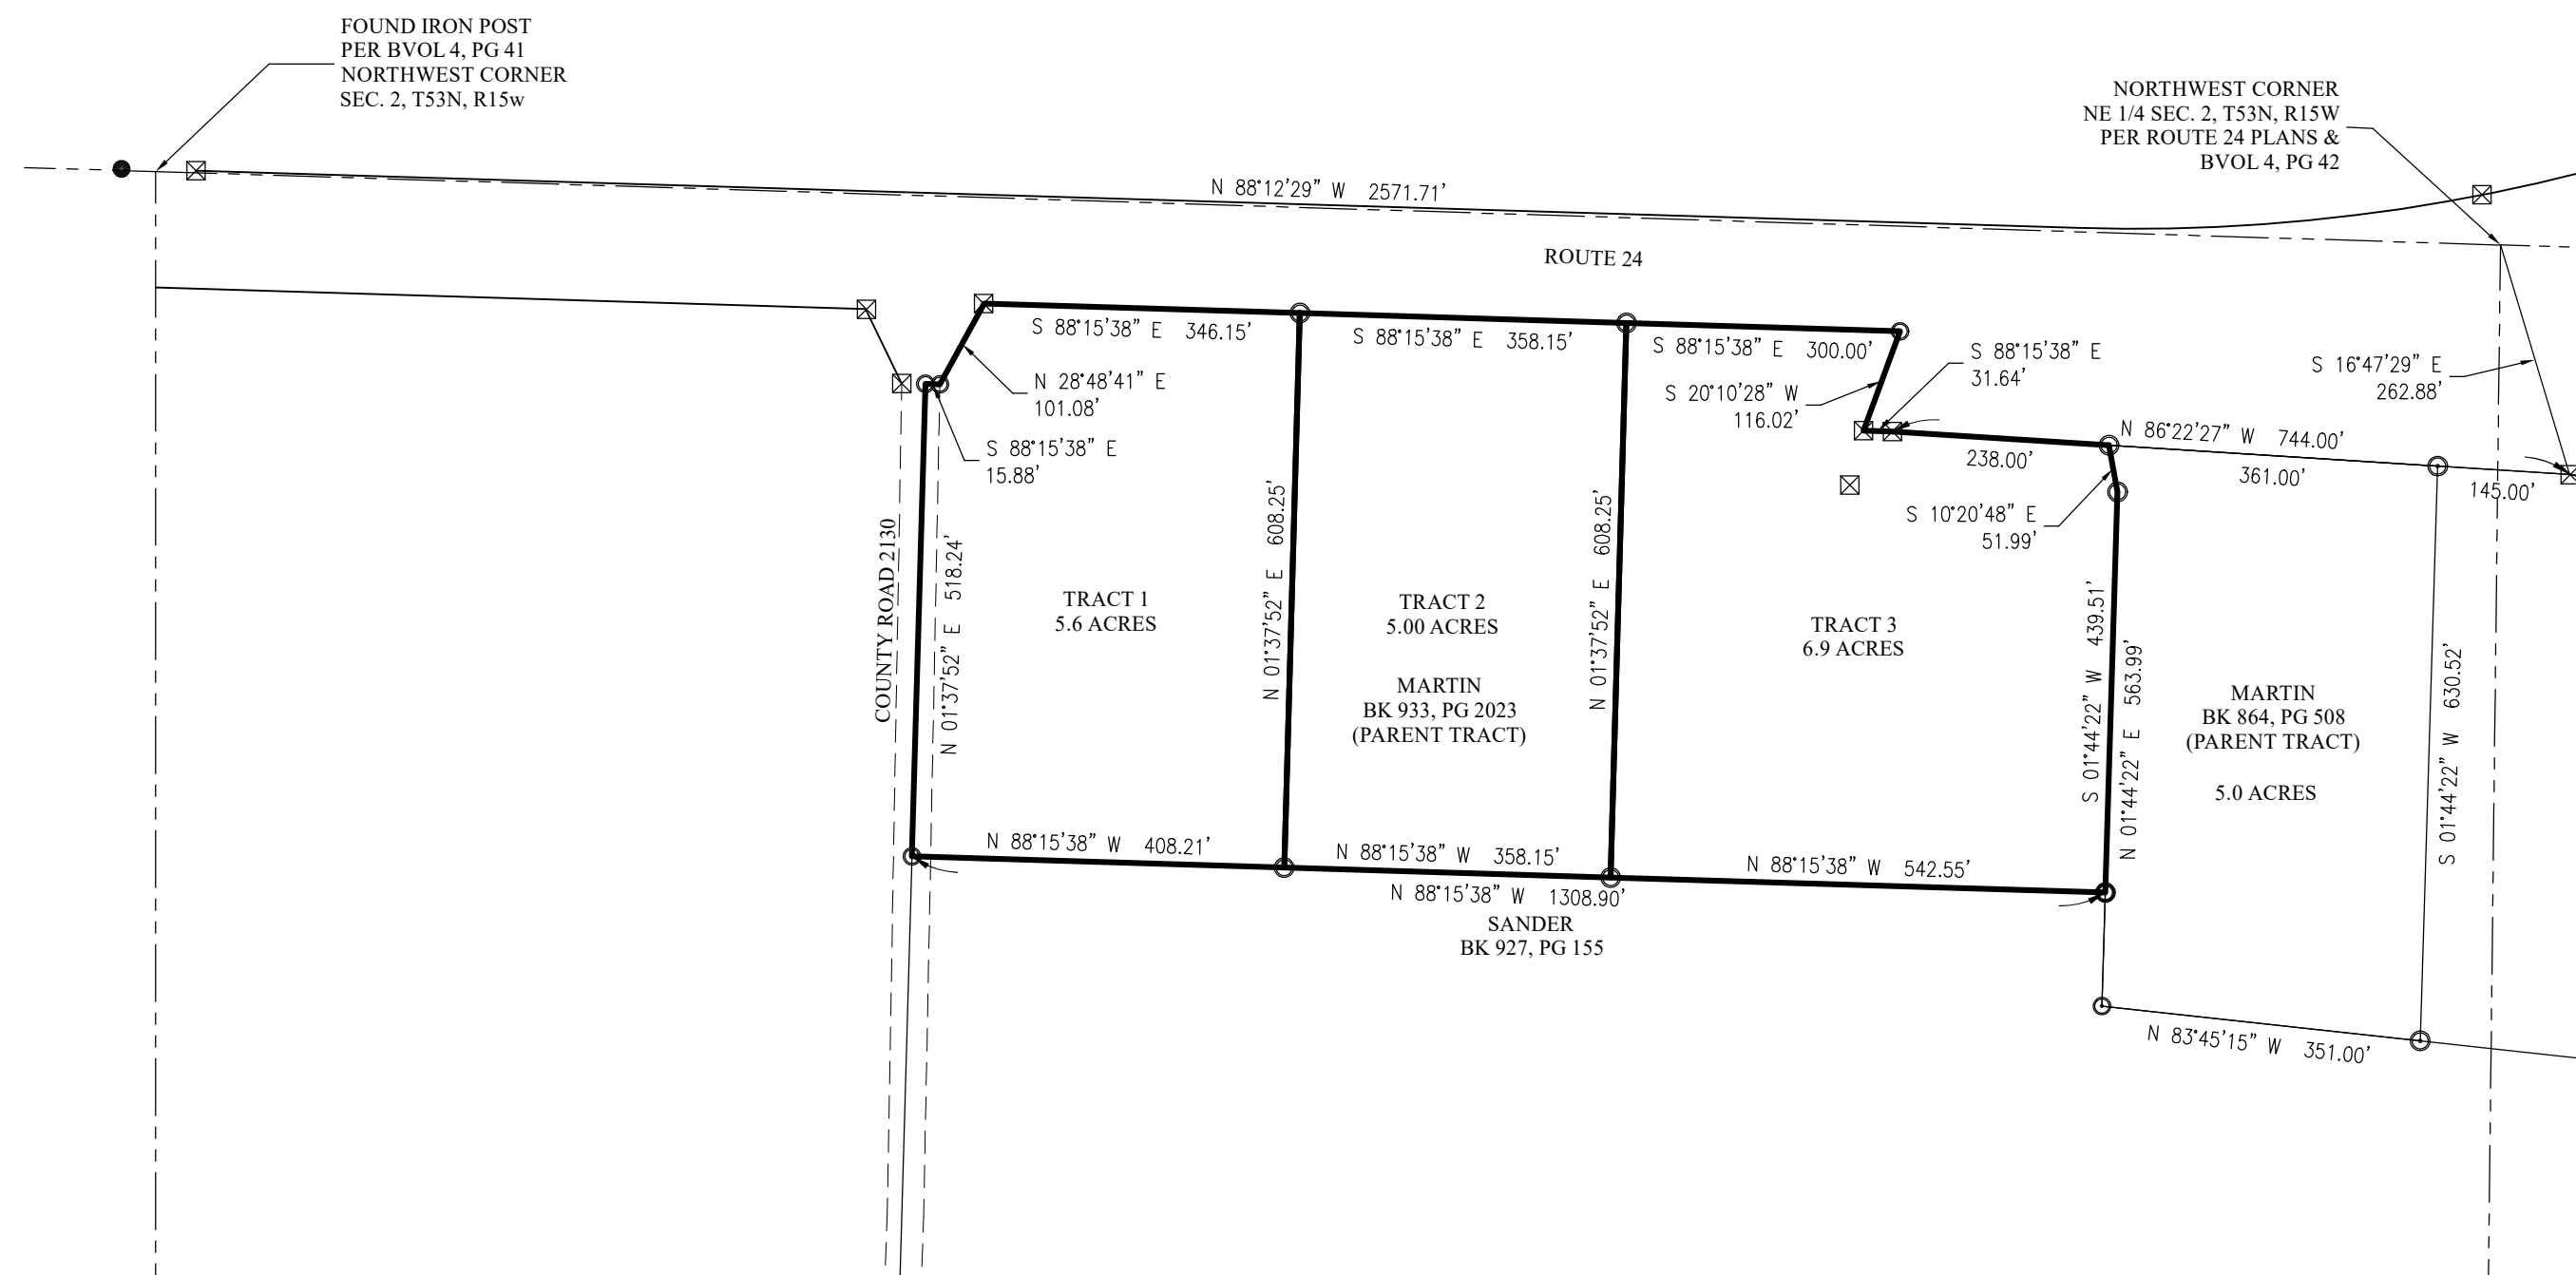 FOUND IRON POST
PER BVOL 4, PG 41
NORTHWEST CORNER
SEC. 2, T53N, R15w
NORTHWEST CORNER
NE 1/4 SEC. 2, T53N, R15W
PER ROUTE 24 PLANS &
BVOL 4, PG 42
N 88°12'29" W 2571.71'
ROUTE 24
S 88°15'38" E 346.15'
S 88°15'38" E 358.15'
S 88°15'38" E 300.00'
S 88°15'38" E
31.64'
S 16°47'29" E
262.88'
N 28°48'41" E
101.08'
S 20°10'28" W
116.02'
S 88°15'38" E
15.88'
N 86°22'27" W 744.00'
238.00'
361.00'
145.00'
S 10°20'48" E
51.99'
COUNTY ROAD 2130
N 01°37'52" E 518.24'
N 01°37'52" E 608.25'
N 01°37'52" E 608.25'
S 01°44'22" W 439.51'
N 01°44'22" E 563.99'
S 01°44'22" W 630.52'
TRACT 1
5.6 ACRES
TRACT 2
5.00 ACRES
MARTIN
BK 933, PG 2023
(PARENT TRACT)
TRACT 3
6.9 ACRES
MARTIN
BK 864, PG 508
(PARENT TRACT)
5.0 ACRES
N 88°15'38" W 408.21'
N 88°15'38" W 358.15'
N 88°15'38" W 542.55'
N 88°15'38" W 1308.90'
SANDER
BK 927, PG 155
N 83°45'15" W 351.00'